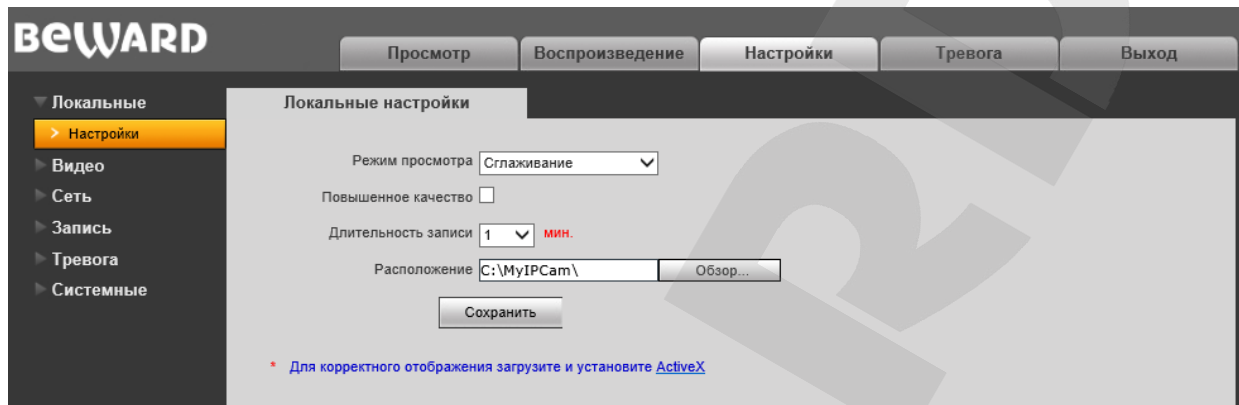 BEWARD
Просмотр Воспроизведение Настройки Тревога Выход
Локальные
Настройки
Видео
Сеть
Запись
Тревога
Системные
Локальные настройки
Режим просмотра Сглаживание
Повышенное качество
Длительность записи 1 мин.
Расположение C:\MyIPCam\ Обзор...
Сохранить
* Для корректного отображения загрузите и установите ActiveX